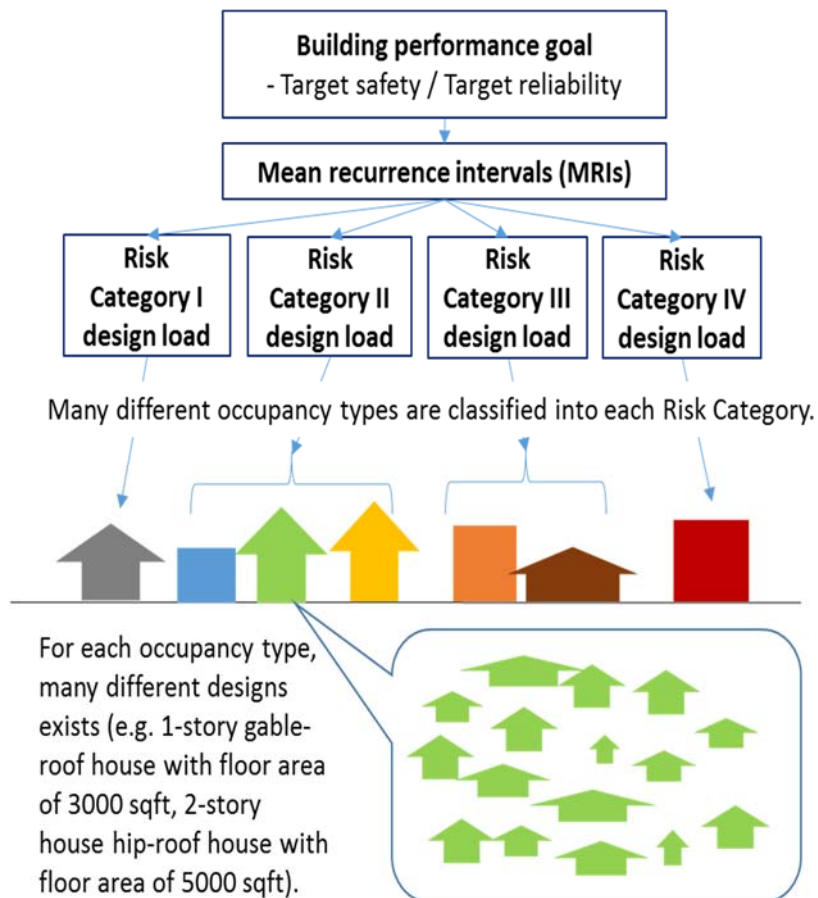 Building performance goal
- Target safety / Target reliability
Mean recurrence intervals (MRIs)
Risk
Category I
design load
Risk
Category II
design load
Risk
Category III
design load
Risk
Category IV
design load
Many different occupancy types are classified into each Risk Category.
For each occupancy type,
many different designs
exists (e.g. 1-story gable-
roof house with floor area
of 3000 sqft, 2-story
house hip-roof house with
floor area of 5000 sqft).